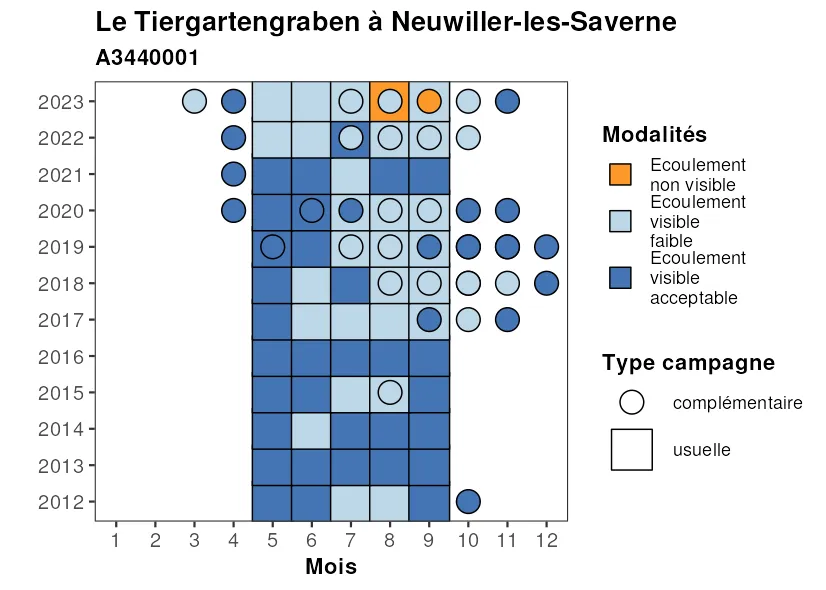 Le Tiergartengraben à Neuwiller-les-Saverne
A3440001
2023
2022
2021
2020
2019
2018
2017
2016
2015
2014
2013
2012
1 2 3 4 5 6 7 8 9 10 11 12
Mois
Modalités
Ecoulement
non visible
Ecoulement
visible
faible
Ecoulement
visible
acceptable
Type campagne
complémentaire
usuelle